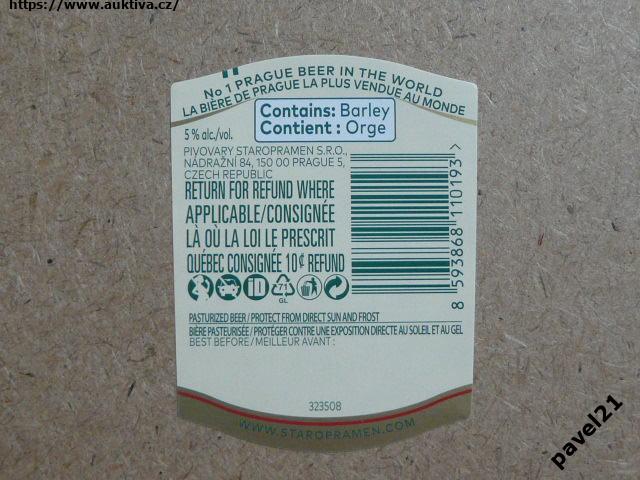 https://www.auktiva.cz/
No 1 PRAGUE BEER IN THE WORLD
LA BIÈRE DE PRAGUE LA PLUS VENDUE AU MONDE
Contains: Barley
Contient : Orge
5 % alc./vol.
PIVOVARY STAROPRAMEN S.R.O.,
NÁDRAŽNÍ 84, 150 00 PRAGUE 5,
CZECH REPUBLIC
RETURN FOR REFUND WHERE
APPLICABLE/CONSIGNÉE
LÀ OÙ LA LOI LE PRESCRIT
QUÉBEC CONSIGNÉE 10¢ REFUND
8 593868 110193 >
iD
71
GL
PASTURIZED BEER / PROTECT FROM DIRECT SUN AND FROST
BIÈRE PASTEURISÉE / PROTÉGER CONTRE UNE EXPOSITION DIRECTE AU SOLEIL ET AU GEL
BEST BEFORE / MEILLEUR AVANT :
323508
WWW.STAROPRAMEN.COM
pavel21